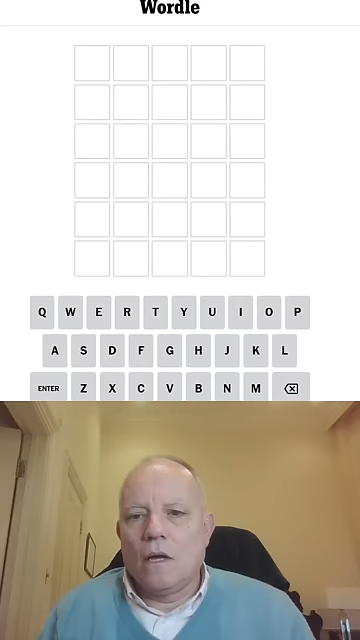 Wordle
Q W E R T Y U I O P
A S D F G H J K L
ENTER Z X C V B N M